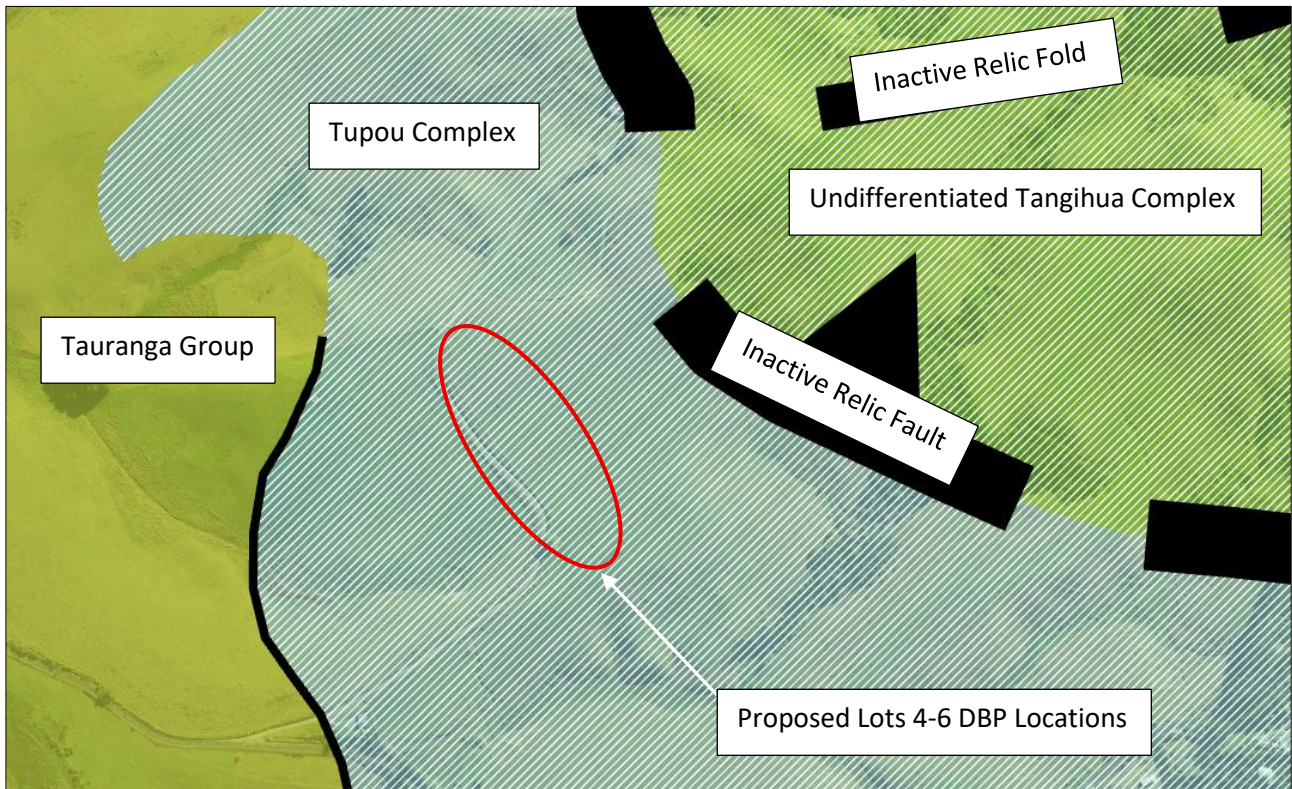 Inactive Relic Fold
Tupou Complex
Undifferentiated Tangihua Complex
Tauranga Group
Inactive Relic Fault
Proposed Lots 4-6 DBP Locations